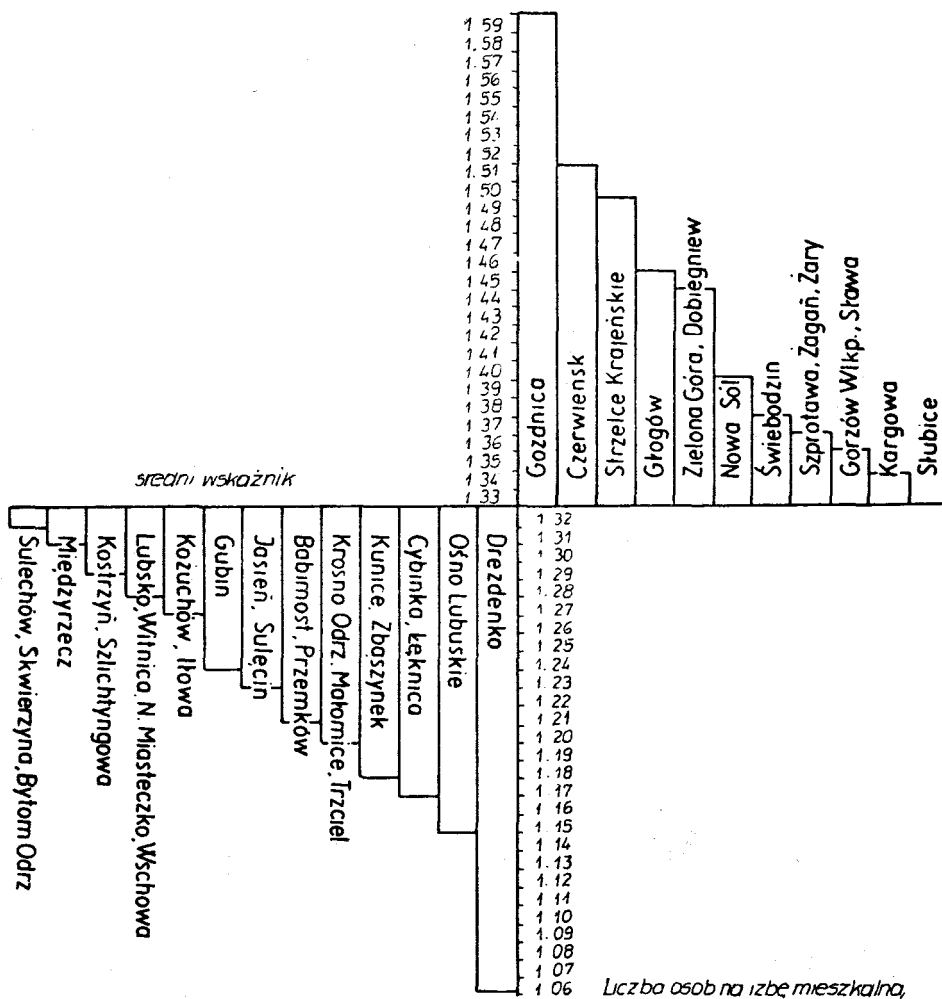 1 59
1.58
1.57
1 56
1 55
1 54
1 53
1 52
1.51
1 50
1 49
1 48
1 47
1 46
1 45
1 44
1 43
1 42
1 41
1 40
1 39
1 38
1 37
1 36
1 35
1 34
1 33
Gozdnica
Czerwieńsk
Strzelce Krajeńskie
Głogów
Zielona Góra, Dobiegniew
Nowa Sól
Świebodzin
Szprotawa, Żagań, Żary
Gorzów Wlkp., Sława
Kargowa
Słubice
średni wskaźnik
Sulechów, Skwierzyna, Bytom Odrz
Międzyrzecz
Kostrzyń, Szlichtyngowa
Lubsko, Witnica, N. Miasteczko, Wschowa
Kożuchów, Iłowa
Gubin
Jasień, Sulęcin
Babimost, Przemków
Krosno Odrz. Małomice, Trzciel
Kunice, Zbąszynek
Cybinka, Łęknica
Ośno Lubuskie
Drezdenko
1 32
1 31
1 30
1 29
1 28
1 27
1 26
1 25
1.24
1 23
1 22
1 21
1 20
1.19
1.18
1.17
1 16
1 15
1 14
1.13
1.12
1 11
1 10
1.09
1 08
1 07
1 06
Liczba osób na izbę mieszkalną,